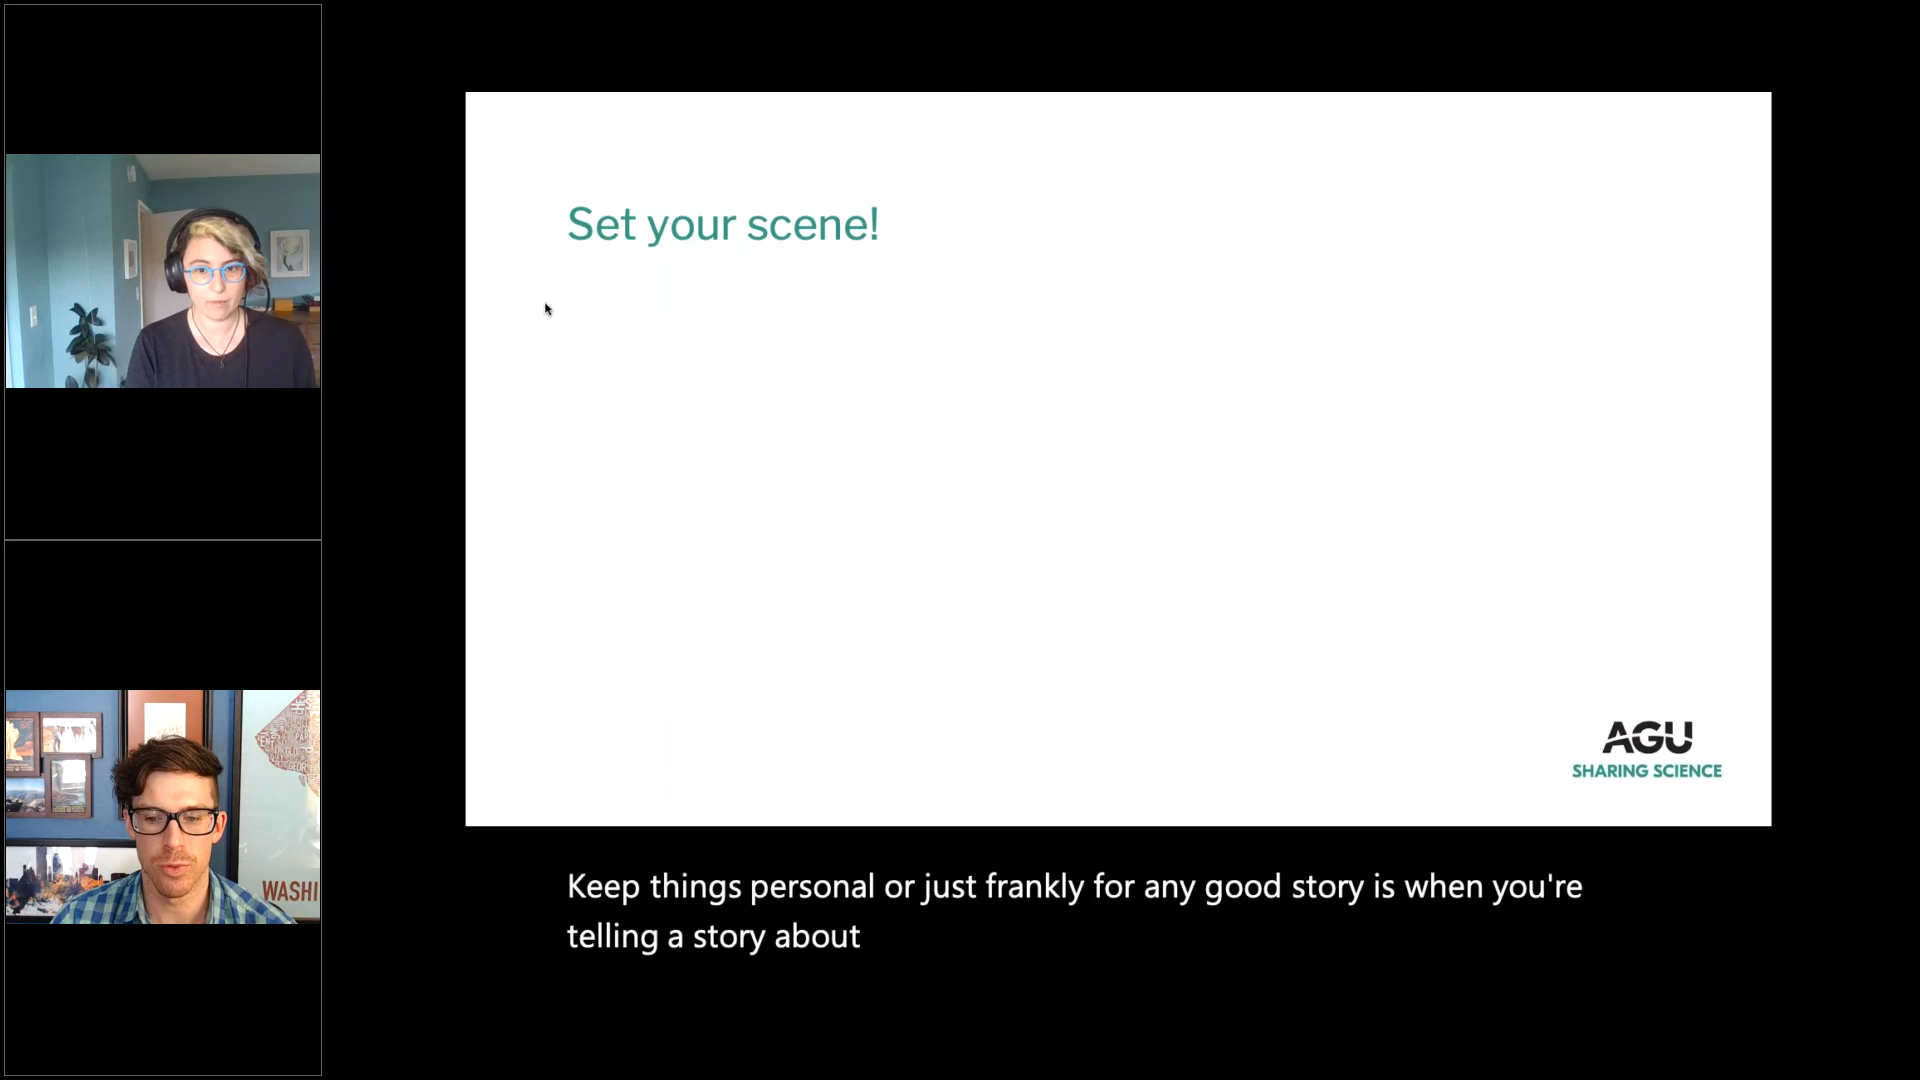 Set your scene!
AGU
SHARING SCIENCE
Keep things personal or just frankly for any good story is when you're
telling a story about
WASHI